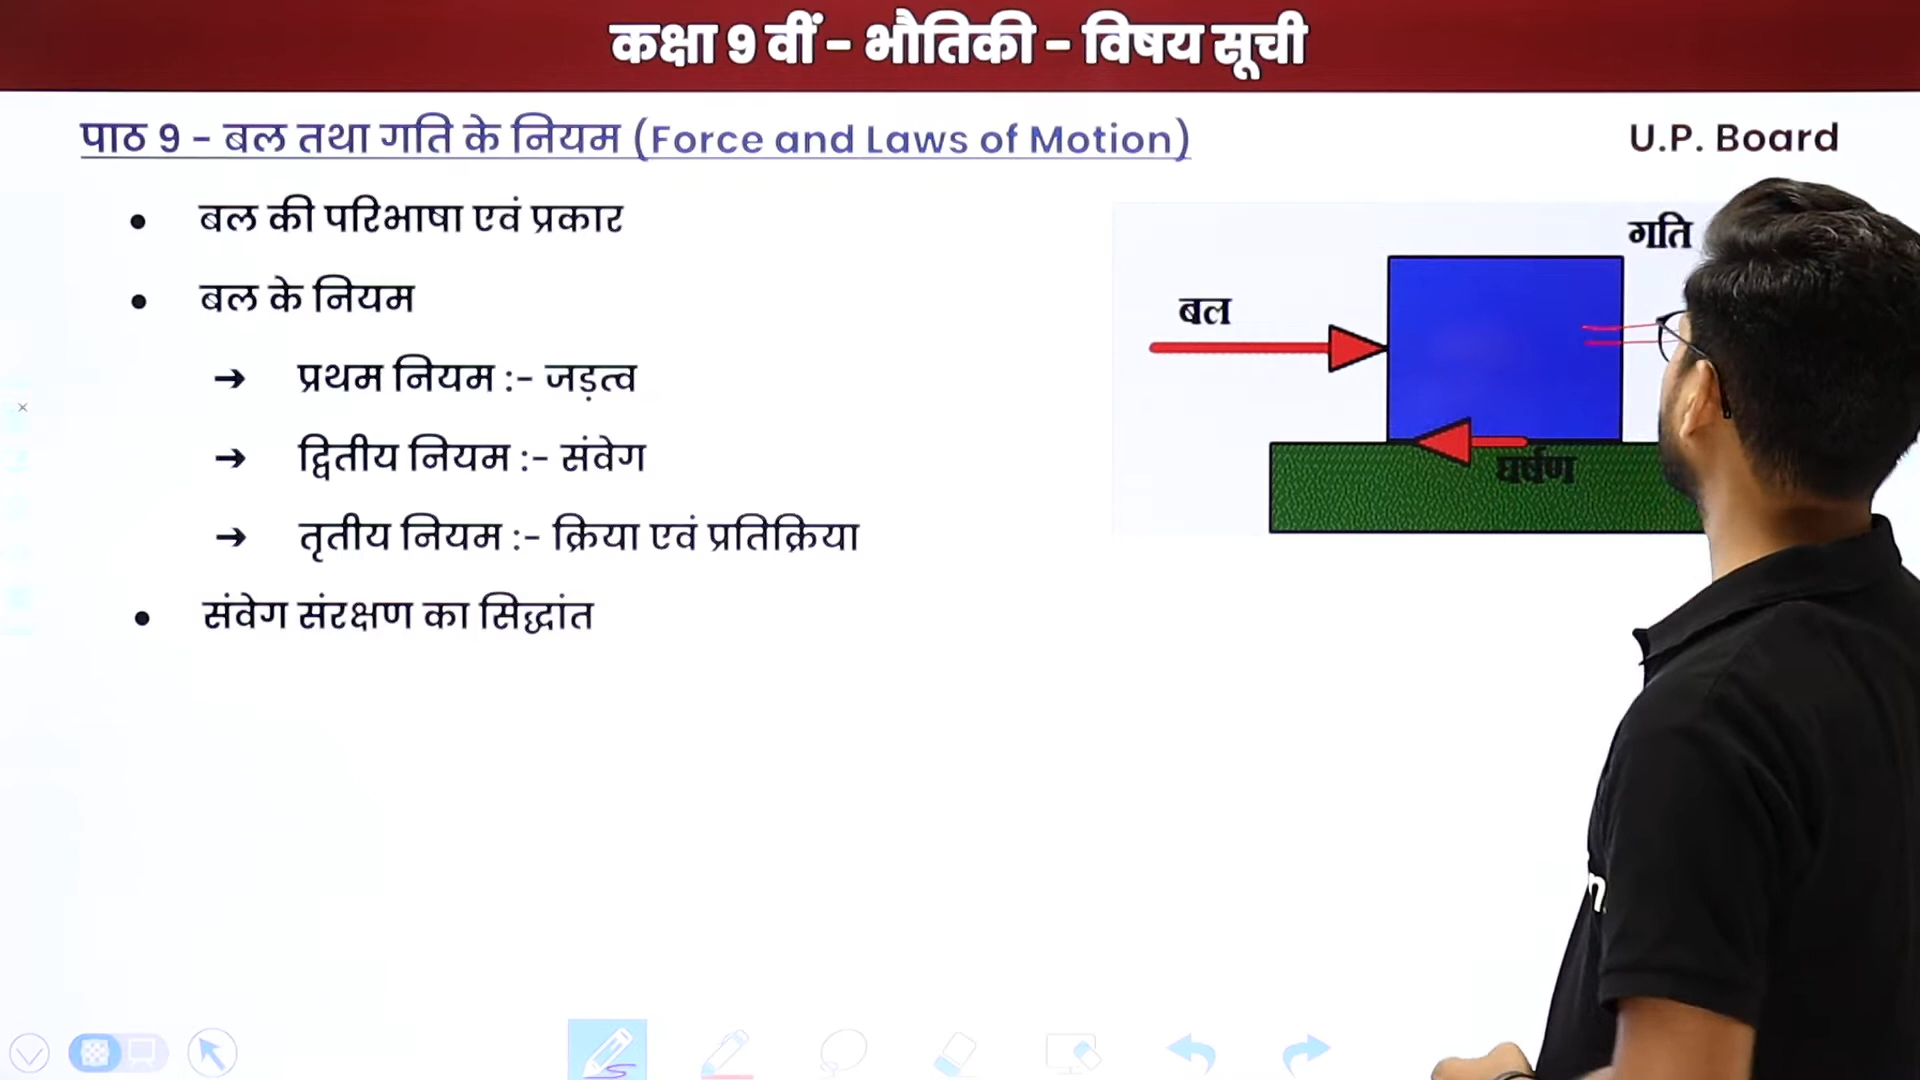 कक्षा 9 वीं - भौतिकी - विषय सूची
पाठ 9 - बल तथा गति के नियम (Force and Laws of Motion)
U.P. Board
● बल की परिभाषा एवं प्रकार
● बल के नियम
➔ प्रथम नियम :- जड़त्व
➔ द्वितीय नियम :- संवेग
➔ तृतीय नियम :- क्रिया एवं प्रतिक्रिया
● संवेग संरक्षण का सिद्धांत
गति
बल
घर्षण